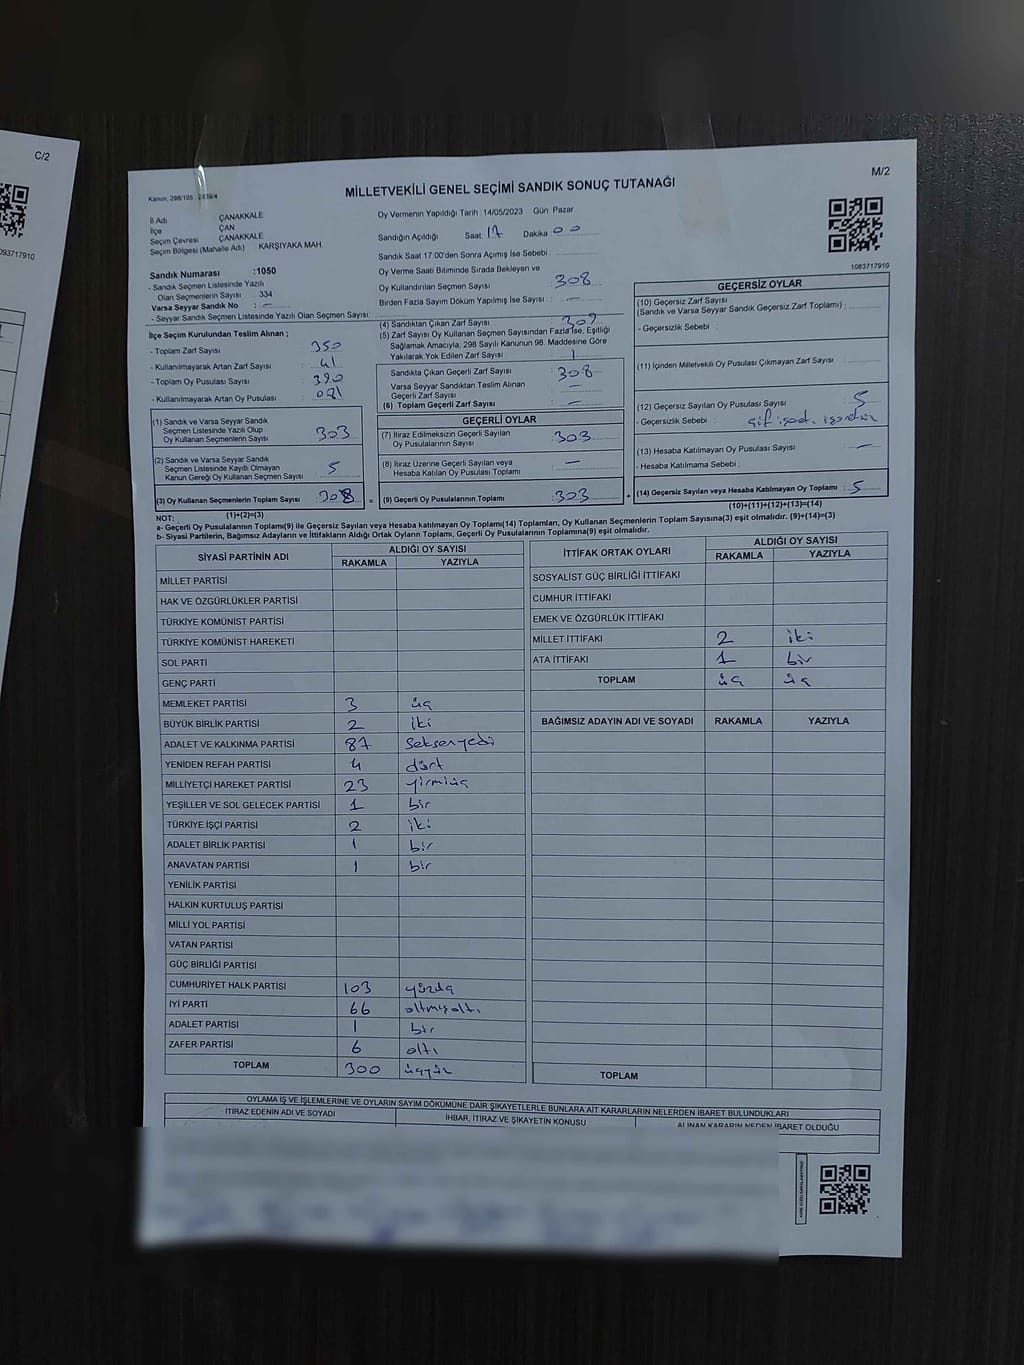 C/2
093717910
M/2
MİLLETVEKİLİ GENEL SEÇİMİ SANDIK SONUÇ TUTANAĞI
İl Adı ÇANAKKALE
İlçe ÇAN
Seçim Çevresi ÇANAKKALE
Seçim Bölgesi (Mahalle Adı) KARŞIYAKA MAH.
Sandık Numarası :1050
- Sandık Seçmen Listesinde Yazılı
Olan Seçmenlerin Sayısı 334
Varsa Seyyar Sandık No : —
- Seyyar Sandık Seçmen Listesinde Yazılı Olan Seçmen Sayısı:
Oy Vermenin Yapıldığı Tarih :14/05/2023 Gün: Pazar
Sandığın Açıldığı Saat: 17 Dakika: 00
Sandık Saat 17.00'den Sonra Açımış İse Sebebi :
Oy Verme Saati Bitiminde Sırada Bekleyen ve
Oy Kullandırılan Seçmen Sayısı : 308
Birden Fazla Sayım Döküm Yapılmış İse Sayısı : —
1083717910
İlçe Seçim Kurulundan Teslim Alınan ;
- Toplam Zarf Sayısı : 350
- Kullanılmayarak Artan Zarf Sayısı : 41
- Toplam Oy Pusulası Sayısı : 390
- Kullanılmayarak Artan Oy Pusulası :
(1) Sandık ve Varsa Seyyar Sandık
Seçmen Listesinde Yazılı Olup
Oy Kullanan Seçmenlerin Sayısı : 303
(2) Sandık ve Varsa Seyyar Sandık
Seçmen Listesinde Kayıtlı Olmayan
Kanun Gereği Oy Kullanan Seçmen Sayısı : 5
(3) Oy Kullanan Seçmenlerin Toplam Sayısı : 308 =
(1)+(2)=(3)
(4) Sandıktan Çıkan Zarf Sayısı : 309
(5) Zarf Sayısı Oy Kullanan Seçmen Sayısından Fazla İse, Eşitliği
Sağlamak Amacıyla; 298 Sayılı Kanunun 98. Maddesine Göre
Yakılarak Yok Edilen Zarf Sayısı : 1
Sandıkta Çıkan Geçerli Zarf Sayısı : 308
Varsa Seyyar Sandıktan Teslim Alınan
Geçerli Zarf Sayısı : —
(6) Toplam Geçerli Zarf Sayısı : —
GEÇERLİ OYLAR
(7) İtiraz Edilmeksizin Geçerli Sayılan
Oy Pusulalarının Sayısı : 303
(8) İtiraz Üzerine Geçerli Sayılan veya
Hesaba Katılan Oy Pusulası Toplamı : —
(9) Geçerli Oy Pusulalarının Toplamı : 303 +
GEÇERSİZ OYLAR
(10) Geçersiz Zarf Sayısı
(Sandık ve Varsa Seyyar Sandık Geçersiz Zarf Toplamı) :
- Geçersizlik Sebebi :
(11) İçinden Milletvekili Oy Pusulası Çıkmayan Zarf Sayısı
(12) Geçersiz Sayılan Oy Pusulası Sayısı : 5
- Geçersizlik Sebebi :
(13) Hesaba Katılmayan Oy Pusulası Sayısı : —
- Hesaba Katılmama Sebebi :
(14) Geçersiz Sayılan veya Hesaba Katılmayan Oy Toplamı : 5
(10)+(11)+(12)+(13)=(14)
NOT:
a- Geçerli Oy Pusulalarının Toplamı(9) ile Geçersiz Sayılan veya Hesaba katılmayan Oy Toplamı(14) Toplamları, Oy Kullanan Seçmenlerin Toplam Sayısına(3) eşit olmalıdır. (9)+(14)=(3)
b- Siyasi Partilerin, Bağımsız Adayların ve İttifakların Aldığı Ortak Oyların Toplamı, Geçerli Oy Pusulalarının Toplamına(9) eşit olmalıdır.
SİYASİ PARTİNİN ADI ALDIĞI OY SAYISI
RAKAMLA YAZIYLA
MİLLET PARTİSİ
HAK VE ÖZGÜRLÜKLER PARTİSİ
TÜRKİYE KOMÜNİST PARTİSİ
TÜRKİYE KOMÜNİST HAREKETİ
SOL PARTİ
GENÇ PARTİ
MEMLEKET PARTİSİ 3 üç
BÜYÜK BİRLİK PARTİSİ 2 iki
ADALET VE KALKINMA PARTİSİ 87 seksenyedi
YENİDEN REFAH PARTİSİ 4 dört
MİLLİYETÇİ HAREKET PARTİSİ 23 yirmiüç
YEŞİLLER VE SOL GELECEK PARTİSİ 1 bir
TÜRKİYE İŞÇİ PARTİSİ 2 iki
ADALET BİRLİK PARTİSİ 1 bir
ANAVATAN PARTİSİ 1 bir
YENİLİK PARTİSİ
HALKIN KURTULUŞ PARTİSİ
MİLLİ YOL PARTİSİ
VATAN PARTİSİ
GÜÇ BİRLİĞİ PARTİSİ
CUMHURİYET HALK PARTİSİ 103 yüzüç
İYİ PARTİ 66 altmışaltı
ADALET PARTİSİ 1 bir
ZAFER PARTİSİ 6 altı
TOPLAM 300 üçyüz
İTTİFAK ORTAK OYLARI ALDIĞI OY SAYISI
RAKAMLA YAZIYLA
SOSYALİST GÜÇ BİRLİĞİ İTTİFAKI
CUMHUR İTTİFAKI
EMEK VE ÖZGÜRLÜK İTTİFAKI
MİLLET İTTİFAKI 2 iki
ATA İTTİFAKI 1 bir
TOPLAM üç üç
BAĞIMSIZ ADAYIN ADI VE SOYADI RAKAMLA YAZIYLA
TOPLAM
OYLAMA İŞ VE İŞLEMLERİNE VE OYLARIN SAYIM DÖKÜMÜNE DAİR ŞİKAYETLERLE BUNLARA AİT KARARLARIN NELERDEN İBARET BULUNDUKLARI
İTİRAZ EDENİN ADI VE SOYADI İHBAR, İTİRAZ VE ŞİKAYETİN KONUSU ALINAN KARARIN NEDEN İBARET OLDUĞU